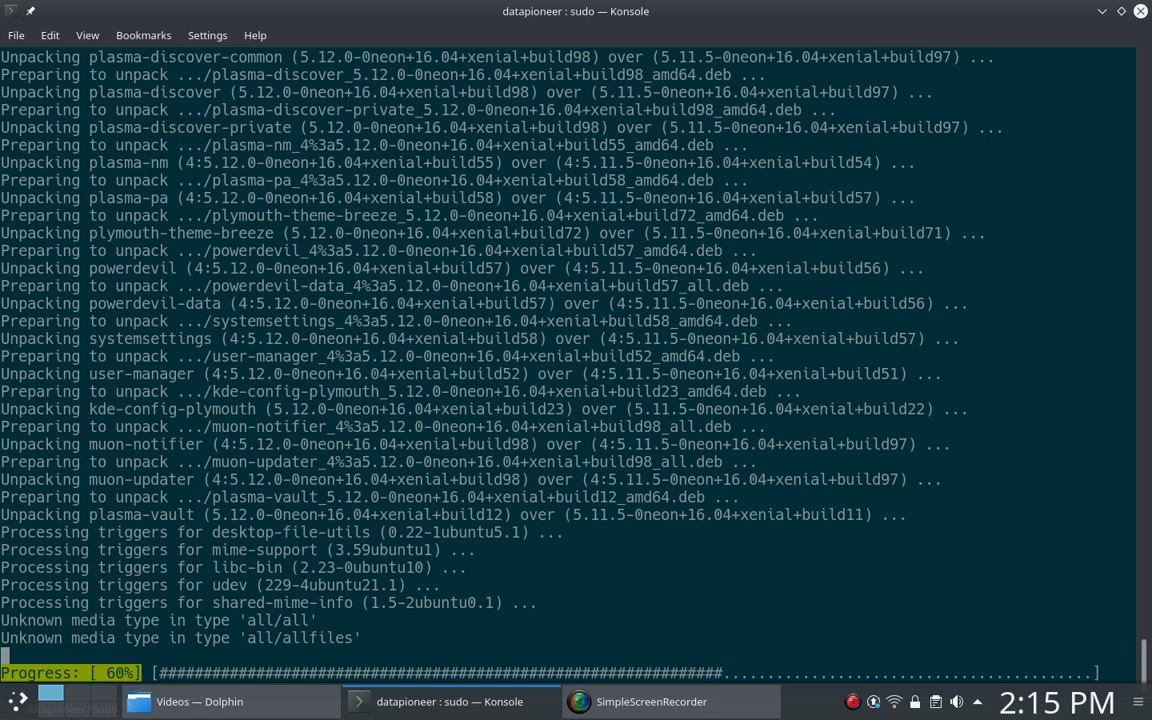 datapioneer : sudo — Konsole
File Edit View Bookmarks Settings Help
Unpacking plasma-discover-common (5.12.0-0neon+16.04+xenial+build98) over (5.11.5-0neon+16.04+xenial+build97) ...
Preparing to unpack .../plasma-discover_5.12.0-0neon+16.04+xenial+build98_amd64.deb ...
Unpacking plasma-discover (5.12.0-0neon+16.04+xenial+build98) over (5.11.5-0neon+16.04+xenial+build97) ...
Preparing to unpack .../plasma-discover-private_5.12.0-0neon+16.04+xenial+build98_amd64.deb
Unpacking plasma-discover-private (5.12.0-0neon+16.04+xenial+build98) over (5.11.5-0neon+16.04+xenial+build97) ...
Preparing to unpack .../plasma-nm_4%3a5.12.0-0neon+16.04+xenial+build55_amd64.deb ...
Unpacking plasma-nm (4:5.12.0-0neon+16.04+xenial+build55) over (4:5.11.5-0neon+16.04+xenial+build54) ...
Preparing to unpack .../plasma-pa_4%3a5.12.0-0neon+16.04+xenial+build58_amd64.deb ...
Unpacking plasma-pa (4:5.12.0-0neon+16.04+xenial+build58) over (4:5.11.5-0neon+16.04+xenial+build57) ...
Preparing to unpack .../plymouth-theme-breeze_5.12.0-0neon+16.04+xenial+build72_amd64.deb ...
Unpacking plymouth-theme-breeze (5.12.0-0neon+16.04+xenial+build72) over (5.11.5-0neon+16.04+xenial+build71) ...
Preparing to unpack .../powerdevil_4%3a5.12.0-0neon+16.04+xenial+build57_amd64.deb ...
Unpacking powerdevil (4:5.12.0-0neon+16.04+xenial+build57) over (4:5.11.5-0neon+16.04+xenial+build56) ...
Preparing to unpack .../powerdevil-data_4%3a5.12.0-0neon+16.04+xenial+build57_all.deb ...
Unpacking powerdevil-data (4:5.12.0-0neon+16.04+xenial+build57) over (4:5.11.5-0neon+16.04+xenial+build56) ...
Preparing to unpack .../systemsettings_4%3a5.12.0-0neon+16.04+xenial+build58_amd64.deb ...
Unpacking systemsettings (4:5.12.0-0neon+16.04+xenial+build58) over (4:5.11.5-0neon+16.04+xenial+build57) ...
Preparing to unpack .../user-manager_4%3a5.12.0-0neon+16.04+xenial+build52_amd64.deb ...
Unpacking user-manager (4:5.12.0-0neon+16.04+xenial+build52) over (4:5.11.5-0neon+16.04+xenial+build51) ...
Preparing to unpack .../kde-config-plymouth_5.12.0-0neon+16.04+xenial+build23_amd64.deb ...
Unpacking kde-config-plymouth (5.12.0-0neon+16.04+xenial+build23) over (5.11.5-0neon+16.04+xenial+build22) ...
Preparing to unpack .../muon-notifier_4%3a5.12.0-0neon+16.04+xenial+build98_all.deb ...
Unpacking muon-notifier (4:5.12.0-0neon+16.04+xenial+build98) over (4:5.11.5-0neon+16.04+xenial+build97) ...
Preparing to unpack .../muon-updater_4%3a5.12.0-0neon+16.04+xenial+build98_all.deb ...
Unpacking muon-updater (4:5.12.0-0neon+16.04+xenial+build98) over (4:5.11.5-0neon+16.04+xenial+build97) ...
Preparing to unpack .../plasma-vault_5.12.0-0neon+16.04+xenial+build12_amd64.deb ...
Unpacking plasma-vault (5.12.0-0neon+16.04+xenial+build12) over (5.11.5-0neon+16.04+xenial+build11) ...
Processing triggers for desktop-file-utils (0.22-1ubuntu5.1) ...
Processing triggers for mime-support (3.59ubuntu1) ...
Processing triggers for libc-bin (2.23-0ubuntu10) ...
Processing triggers for udev (229-4ubuntu21.1) ...
Processing triggers for shared-mime-info (1.5-2ubuntu0.1) ...
Unknown media type in type 'all/all'
Unknown media type in type 'all/allfiles'
Progress: [ 60%] [################################################################..........................................]
Videos — Dolphin datapioneer : sudo — Konsole SimpleScreenRecorder 2:15 PM
datapioneer : sudo